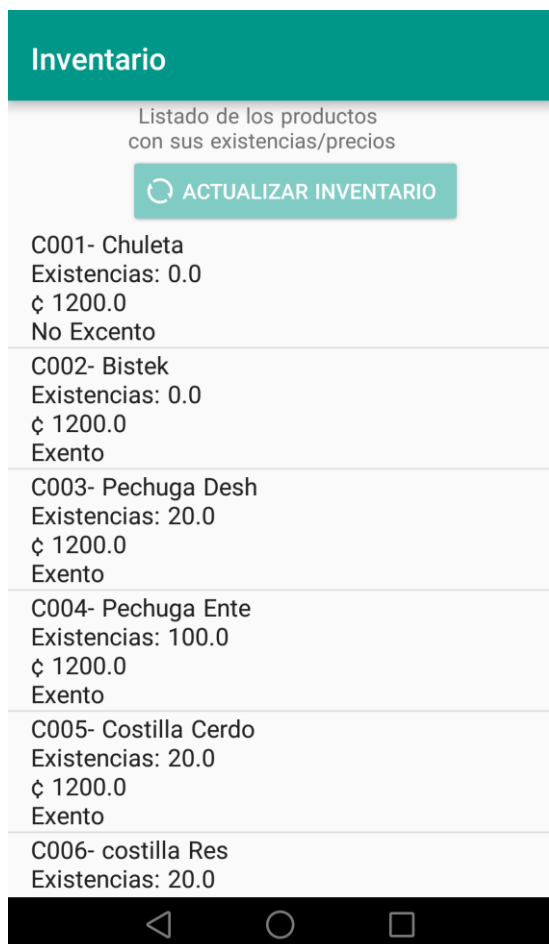 Inventario
Listado de los productos
con sus existencias/precios
ACTUALIZAR INVENTARIO
C001- Chuleta
Existencias: 0.0
₵ 1200.0
No Excento
C002- Bistek
Existencias: 0.0
₵ 1200.0
Exento
C003- Pechuga Desh
Existencias: 20.0
₵ 1200.0
Exento
C004- Pechuga Ente
Existencias: 100.0
₵ 1200.0
Exento
C005- Costilla Cerdo
Existencias: 20.0
₵ 1200.0
Exento
C006- costilla Res
Existencias: 20.0